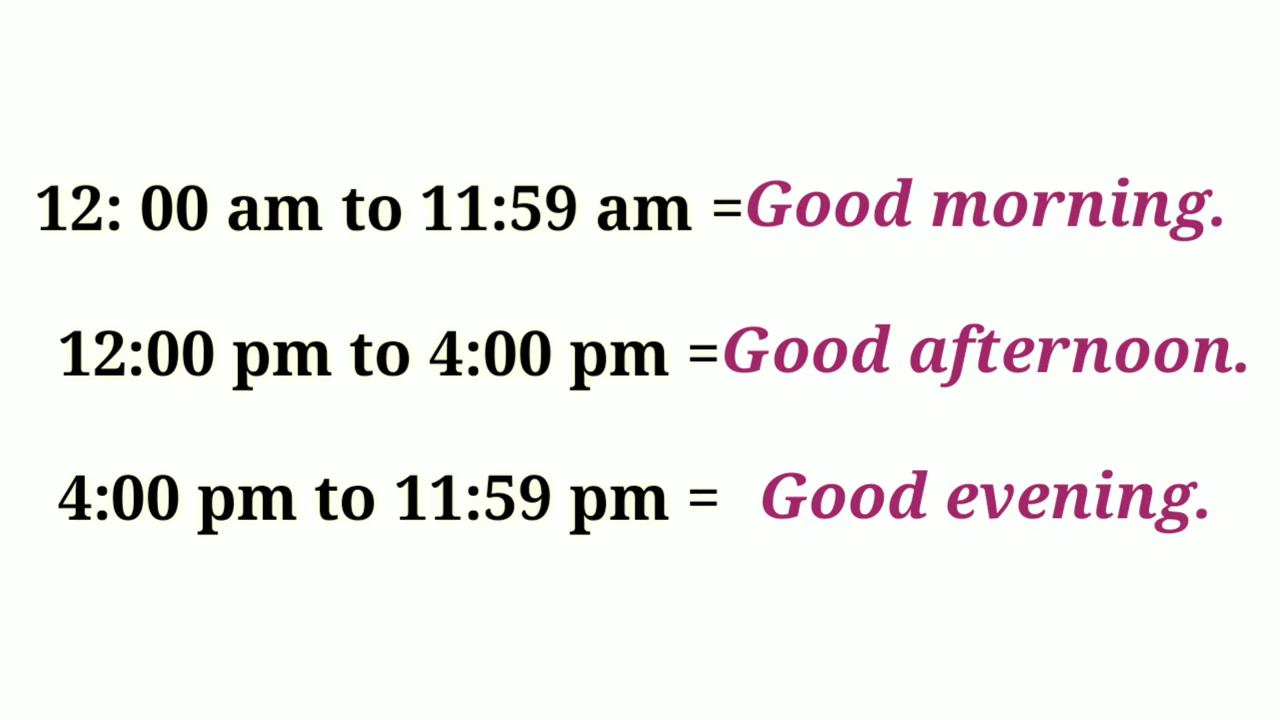 12: 00 am to 11:59 am =Good morning.
12:00 pm to 4:00 pm =Good afternoon.
4:00 pm to 11:59 pm = Good evening.